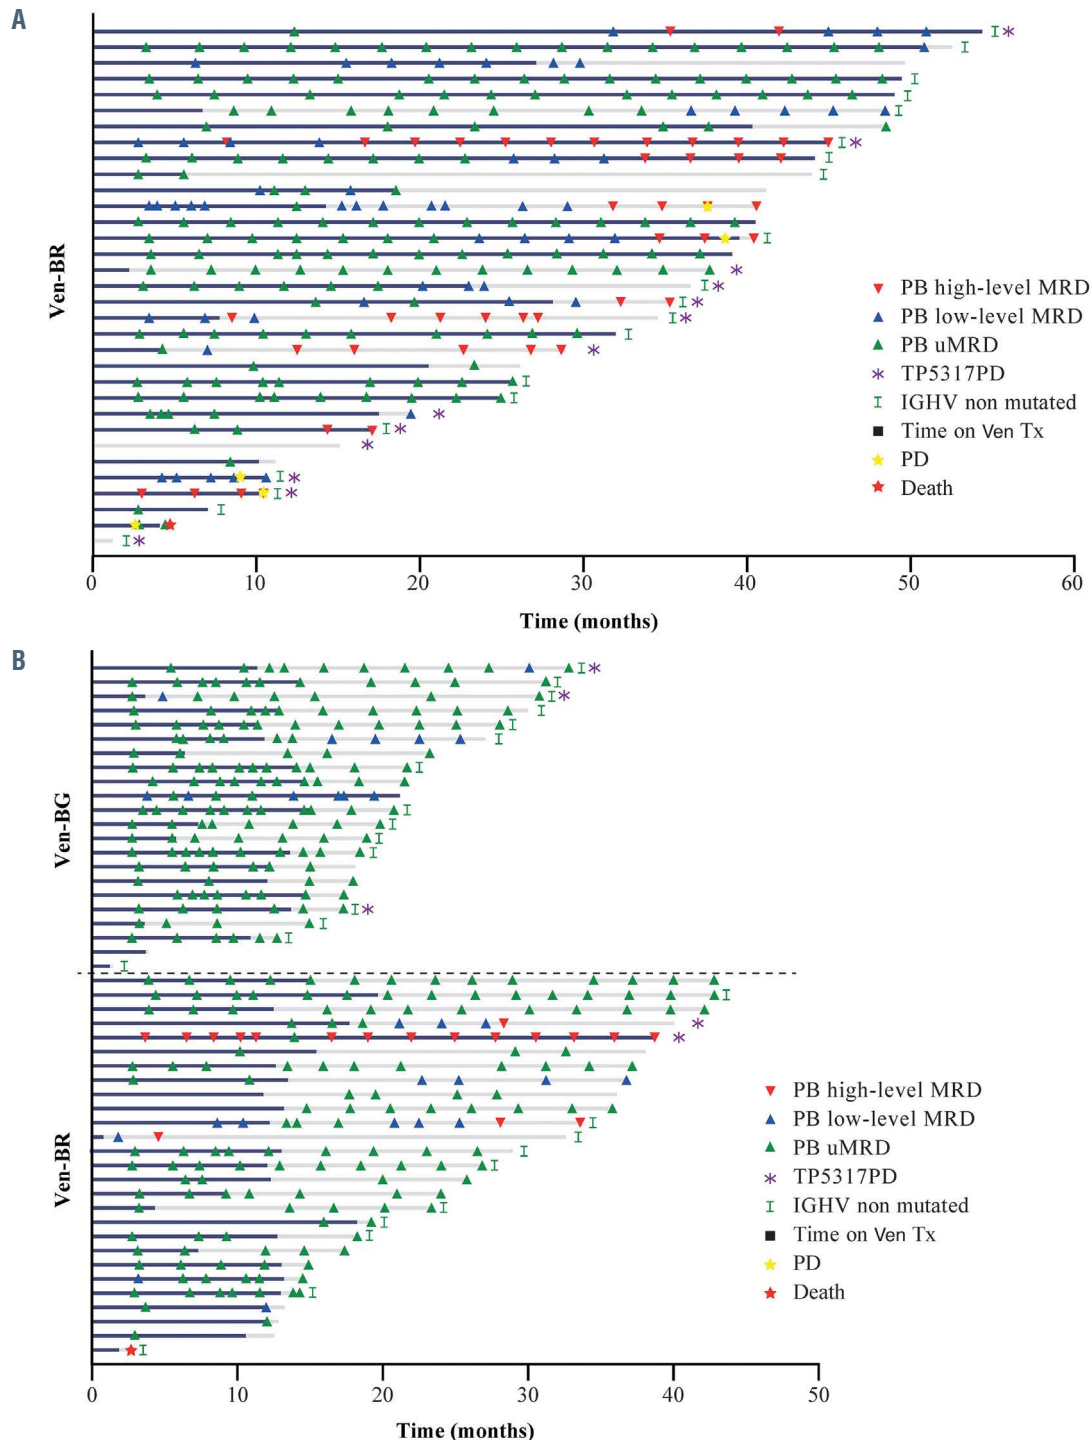 A
Ven-BR
PB high-level MRD
PB low-level MRD
PB uMRD
TP5317PD
IGHV non mutated
Time on Ven Tx
PD
Death
0 10 20 30 40 50 60
Time (months)
B
Ven-BG
Ven-BR
PB high-level MRD
PB low-level MRD
PB uMRD
TP5317PD
IGHV non mutated
Time on Ven Tx
PD
Death
0 10 20 30 40 50
Time (months)